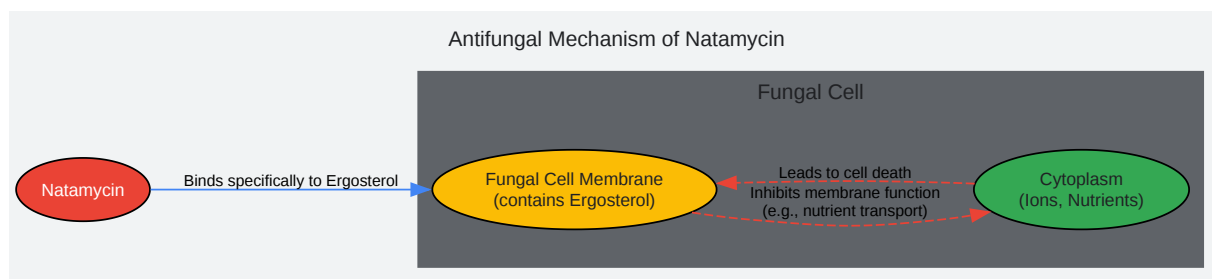 Antifungal Mechanism of Natamycin
Fungal Cell
Natamycin
Binds specifically to Ergosterol
Fungal Cell Membrane
(contains Ergosterol)
Leads to cell death
Inhibits membrane function
(e.g., nutrient transport)
Cytoplasm
(Ions, Nutrients)